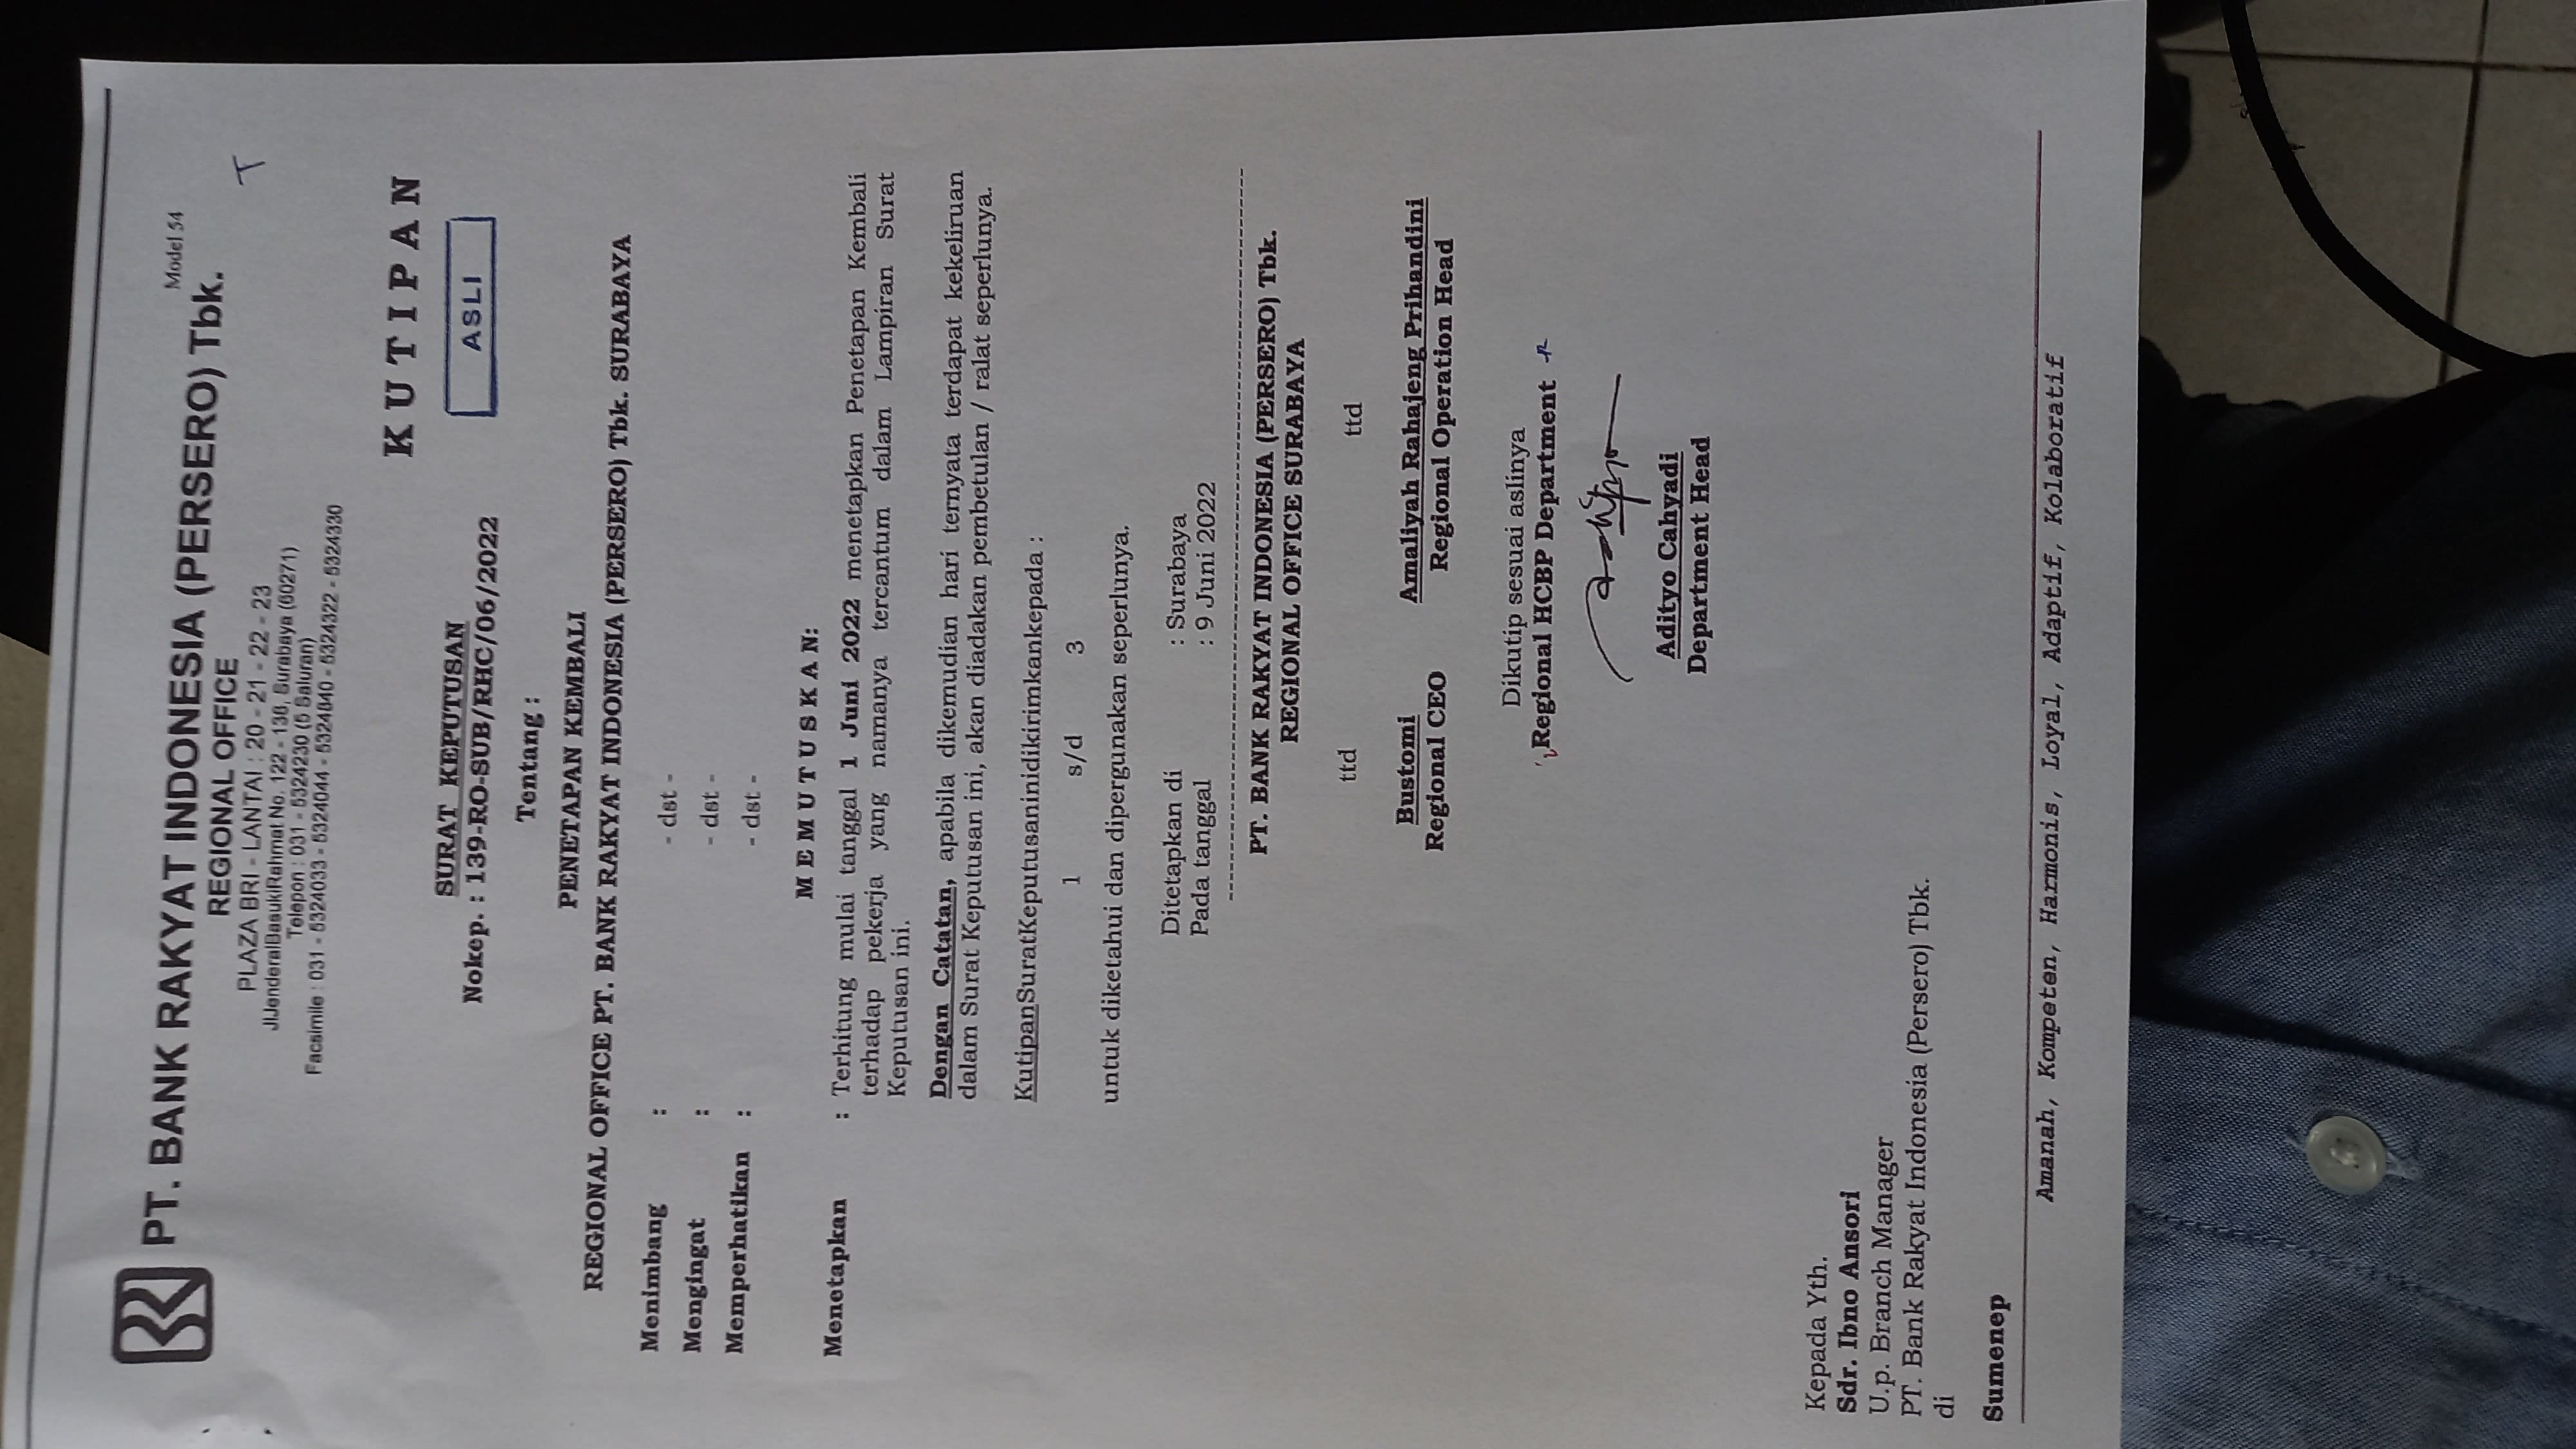 Model 54
BRI PT. BANK RAKYAT INDONESIA (PERSERO) Tbk.
REGIONAL OFFICE
PLAZA BRI - LANTAI : 20 - 21 - 22 - 23
JlJenderalBasukiRahmat No. 122 - 138, Surabaya (60271)
Telepon : 031 - 5324230 (5 Saluran)
Facsimile : 031 - 5324033 - 5324044 - 5324840 - 5324322 - 5324330
K U T I P A N
ASLI
SURAT KEPUTUSAN
Nokep. : 139-RO-SUB/RHC/06/2022
Tentang :
PENETAPAN KEMBALI
REGIONAL OFFICE PT. BANK RAKYAT INDONESIA (PERSERO) Tbk. SURABAYA
Menimbang : - dst -
Mengingat : - dst -
Memperhatikan : - dst -
M E M U T U S K A N:
Menetapkan : Terhitung mulai tanggal 1 Juni 2022 menetapkan Penetapan Kembali
terhadap pekerja yang namanya tercantum dalam Lampiran Surat
Keputusan ini.
Dengan Catatan, apabila dikemudian hari ternyata terdapat kekeliruan
dalam Surat Keputusan ini, akan diadakan pembetulan / ralat seperlunya.
KutipanSuratKeputusaninidikirimkankepada :
1 s/d 3
untuk diketahui dan dipergunakan seperlunya.
Ditetapkan di : Surabaya
Pada tanggal : 9 Juni 2022
PT. BANK RAKYAT INDONESIA (PERSERO) Tbk.
REGIONAL OFFICE SURABAYA
ttd ttd
Bustomi Amaliyah Rahajeng Prihandini
Regional CEO Regional Operation Head
Dikutip sesuai aslinya
Regional HCBP Department
Adityo Cahyadi
Department Head
Kepada Yth.
Sdr. Ibno Ansori
U.p. Branch Manager
PT. Bank Rakyat Indonesia (Persero) Tbk.
di
Sumenep
Amanah, Kompeten, Harmonis, Loyal, Adaptif, Kolaboratif